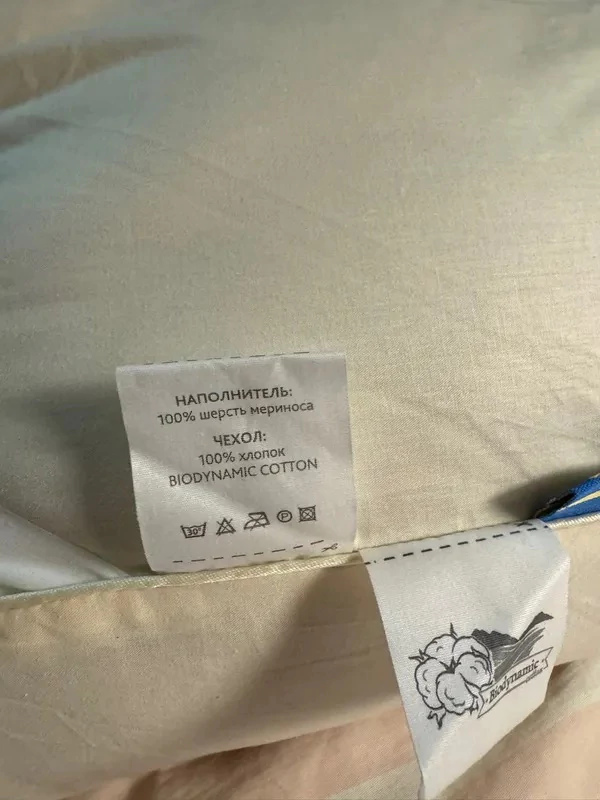 НАПОЛНИТЕЛЬ:
100% шерсть мериноса
ЧЕХОЛ:
100% хлопок
BIODYNAMIC COTTON
30°
P
Biodynamic